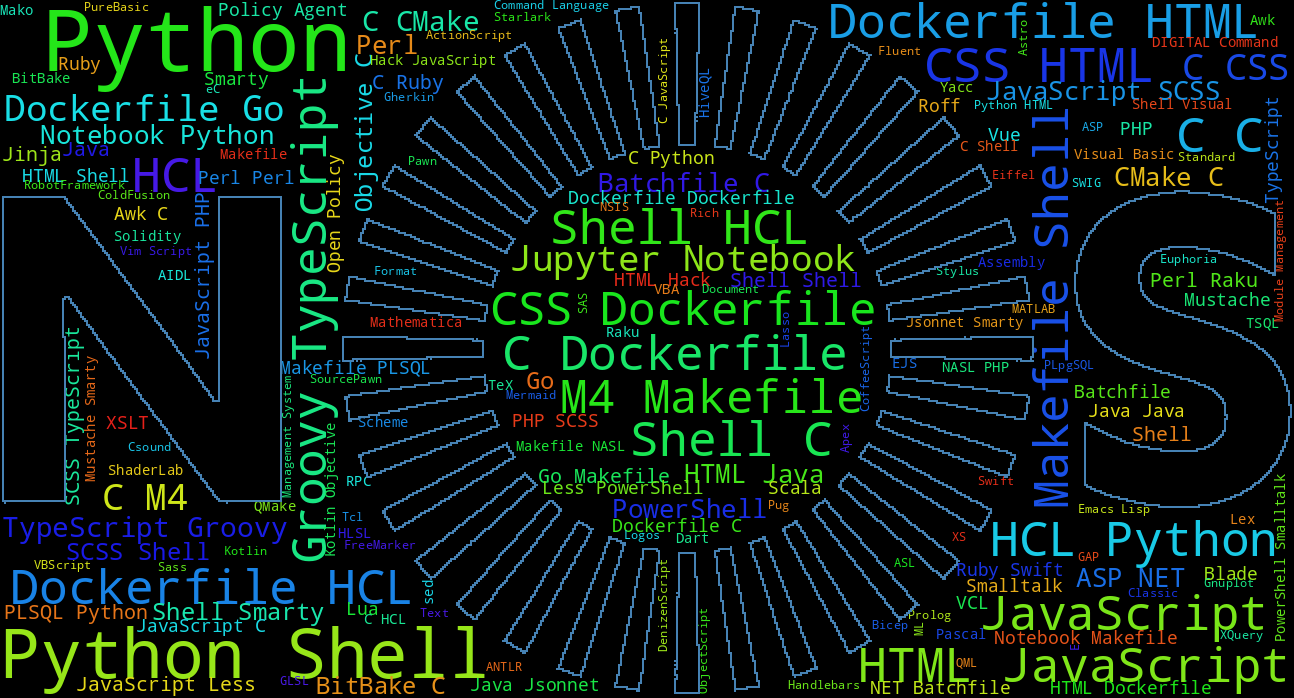 Mako
PureBasic
Policy Agent
Command Language
Starlark
C CMake
ActionScript
Python
Ruby
Perl
Hack JavaScript
BitBake
Smarty
eC
C Ruby
Gherkin
Objective C
Dockerfile Go
Notebook Python
Jinja
Java
Makefile
HTML Shell
HCL
Perl Perl
RobotFramework
ColdFusion
Awk C
Solidity
Vim Script
AIDL
JavaScript PHP
Groovy TypeScript
Open Policy
Pawn
Format
Mathematica
Makefile PLSQL
SourcePawn
Scheme
SCSS TypeScript
Mustache Smarty
XSLT
Csound
ShaderLab
C M4
Management System
Kotlin Objective
RPC
QMake
Tcl
HLSL
FreeMarker
TypeScript Groovy
SCSS Shell
Kotlin
VBScript
Sass
Dockerfile HCL
sed
Text
PLSQL Python
Shell Smarty
Lua
C HCL
JavaScript C
Python Shell
JavaScript Less
GLSL
BitBake C
ANTLR
Java Jsonnet
C JavaScript
HiveQL
C Python
Batchfile C
Dockerfile Dockerfile
NSIS
Rich
Shell HCL
Jupyter Notebook
HTML Hack
Shell Shell
VBA
Document
SAS
CSS Dockerfile
Raku
Lasso
C Dockerfile
CoffeeScript
TeX
Go
Mermaid
M4 Makefile
PHP SCSS
Shell C
Apex
Makefile NASL
Go Makefile
HTML Java
Less PowerShell
Scala
PowerShell
Pug
Dockerfile C
Logos
Dart
DenizenScript
ObjectScript
Dockerfile HTML
Awk
DIGITAL Command
Astro
Fluent
CSS HTML
C CSS
Yacc
JavaScript SCSS
Roff
Python HTML
Shell Visual
TypeScript
Vue
ASP
PHP
C C
C Shell
Visual Basic
Standard
Eiffel
SWIG
CMake C
Makefile Shell
Module Management
Assembly
Stylus
Euphoria
Perl Raku
Mustache
MATLAB
Jsonnet Smarty
TSQL
EJS
NASL PHP
PLpgSQL
Batchfile
Java Java
Shell
Swift
Emacs Lisp
PowerShell Smalltalk
Lex
XS
HCL Python
GAP
ASL
Ruby Swift
ASP NET
Blade
Smalltalk
Gnuplot
Classic
VCL
JavaScript
Prolog
Bicep
ML
Pascal
Notebook Makefile
XQuery
HTML JavaScript
QML
Handlebars
NET Batchfile
HTML Dockerfile